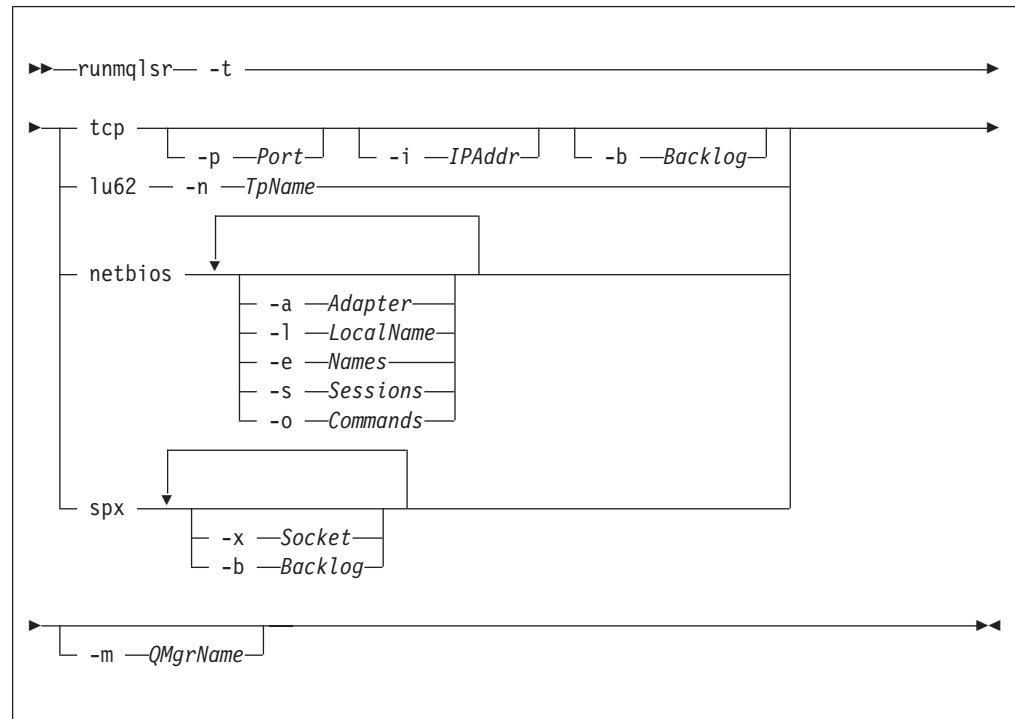 runmqlsr -t
tcp
-p Port -i IPAddr -b Backlog
lu62 -n TpName
netbios
-a Adapter
-l LocalName
-e Names
-s Sessions
-o Commands
spx
-x Socket
-b Backlog
-m QMgrName